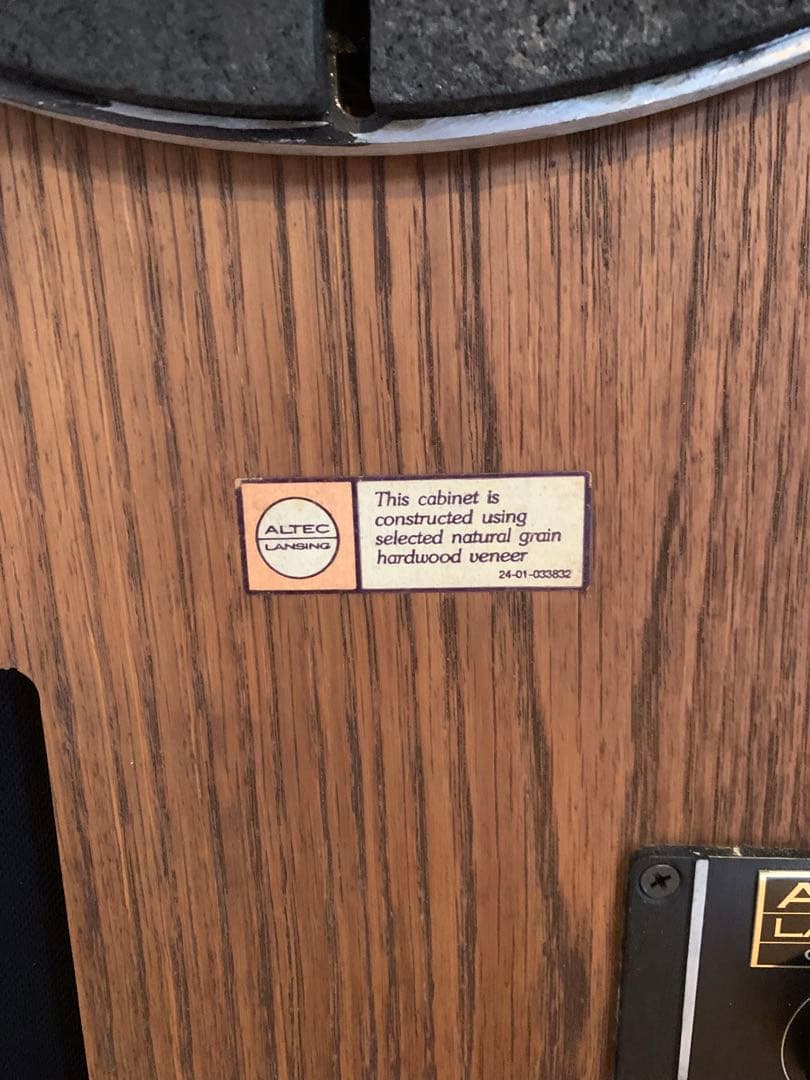 ALTEC
LANSING
This cabinet is
constructed using
selected natural grain
hardwood veneer
24-01-033832